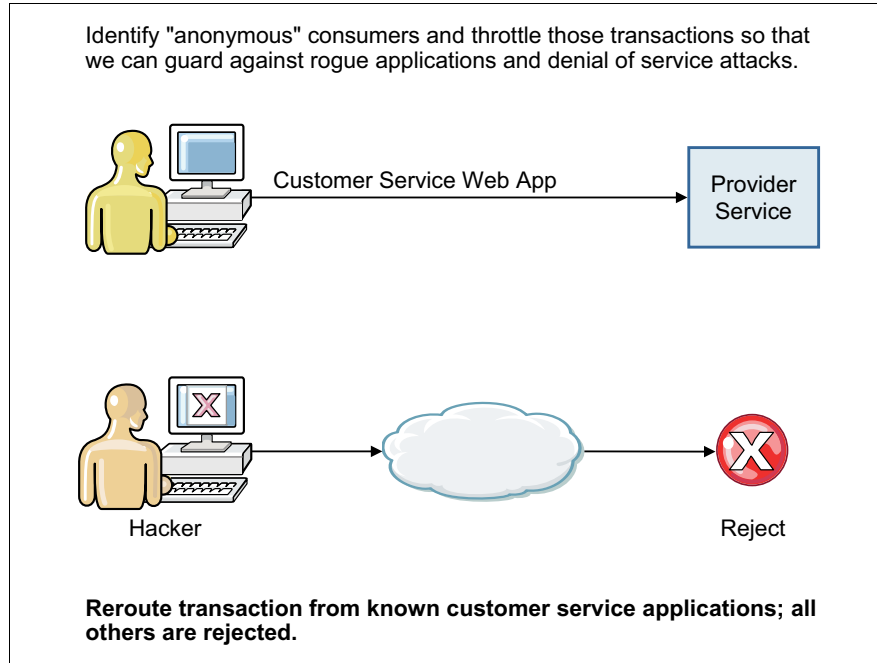 Identify "anonymous" consumers and throttle those transactions so that
we can guard against rogue applications and denial of service attacks.
Customer Service Web App
Provider
Service
X
X
Hacker
Reject
Reroute transaction from known customer service applications; all
others are rejected.